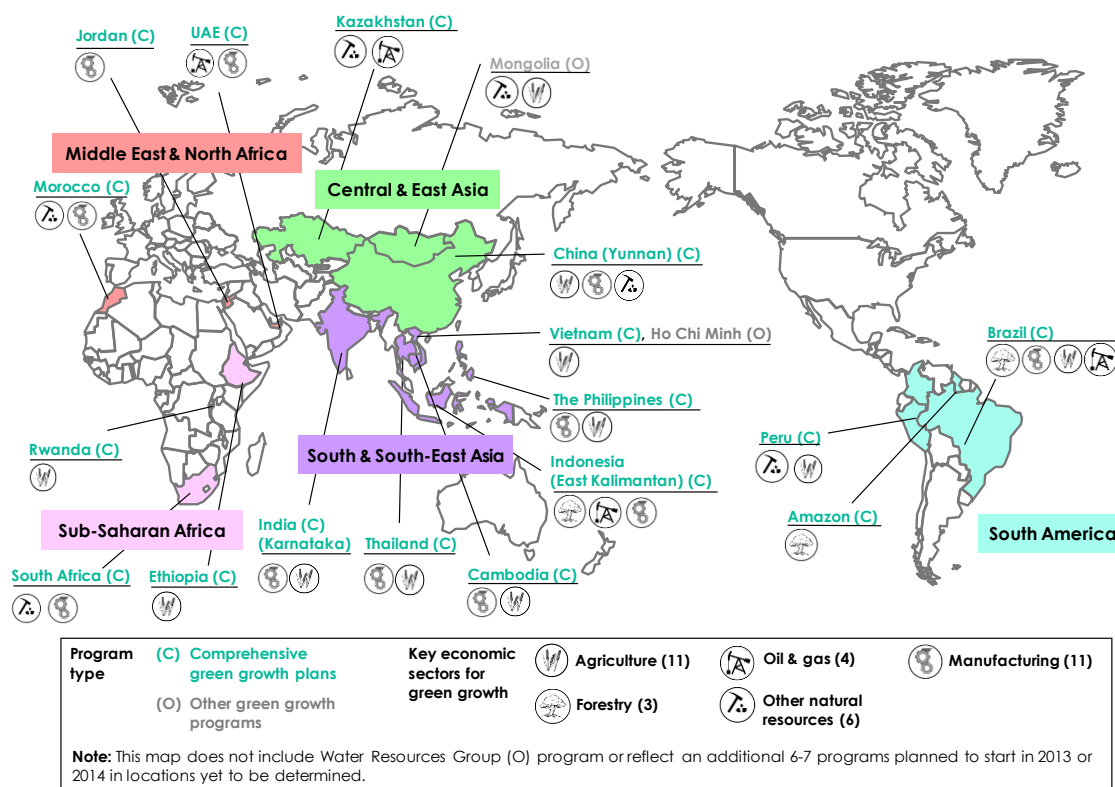 Jordan (C)
UAE (C)
Kazakhstan (C)
Mongolia (O)
Middle East & North Africa
Central & East Asia
Morocco (C)
China (Yunnan) (C)
Vietnam (C), Ho Chi Minh (O)
Brazil (C)
The Philippines (C)
Rwanda (C)
South & South-East Asia
Indonesia
(East Kalimantan) (C)
Peru (C)
Amazon (C)
South America
Sub-Saharan Africa
India (C)
(Karnataka)
Thailand (C)
Cambodia (C)
South Africa (C)
Ethiopia (C)
Program
type
(C) Comprehensive
green growth plans
(O) Other green growth
programs
Key economic
sectors for
green growth
Agriculture (11)
Forestry (3)
Oil & gas (4)
Other natural
resources (6)
Manufacturing (11)
Note: This map does not include Water Resources Group (O) program or reflect an additional 6-7 programs planned to start in 2013 or
2014 in locations yet to be determined.